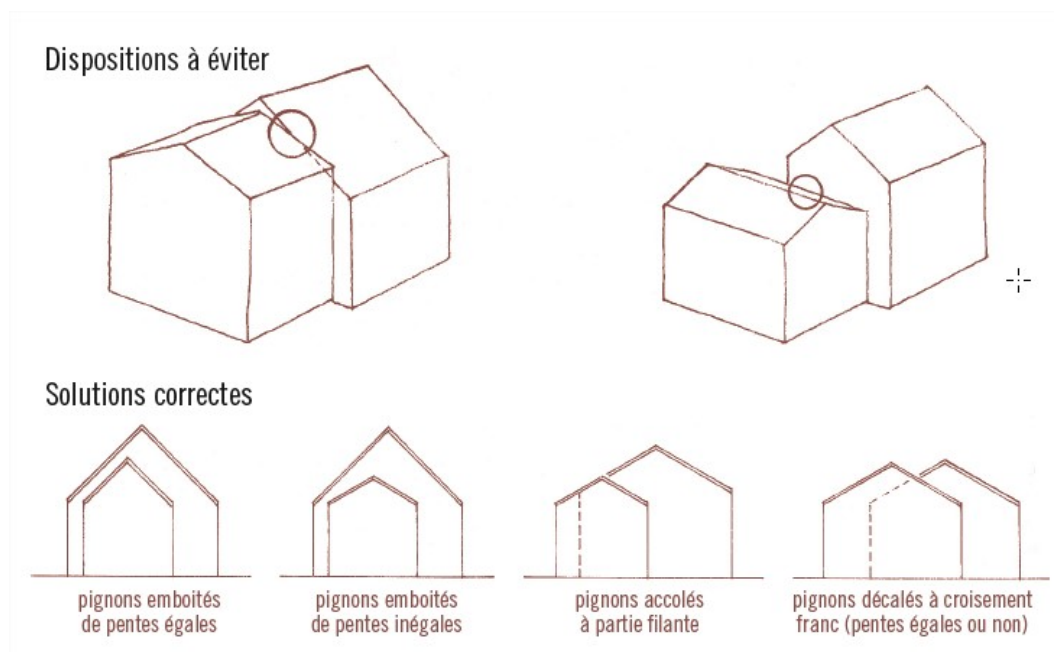 Dispositions à éviter
Solutions correctes
pignons emboités
de pentes égales
pignons emboités
de pentes inégales
pignons accolés
à partie filante
pignons décalés à croisement
franc (pentes égales ou non)